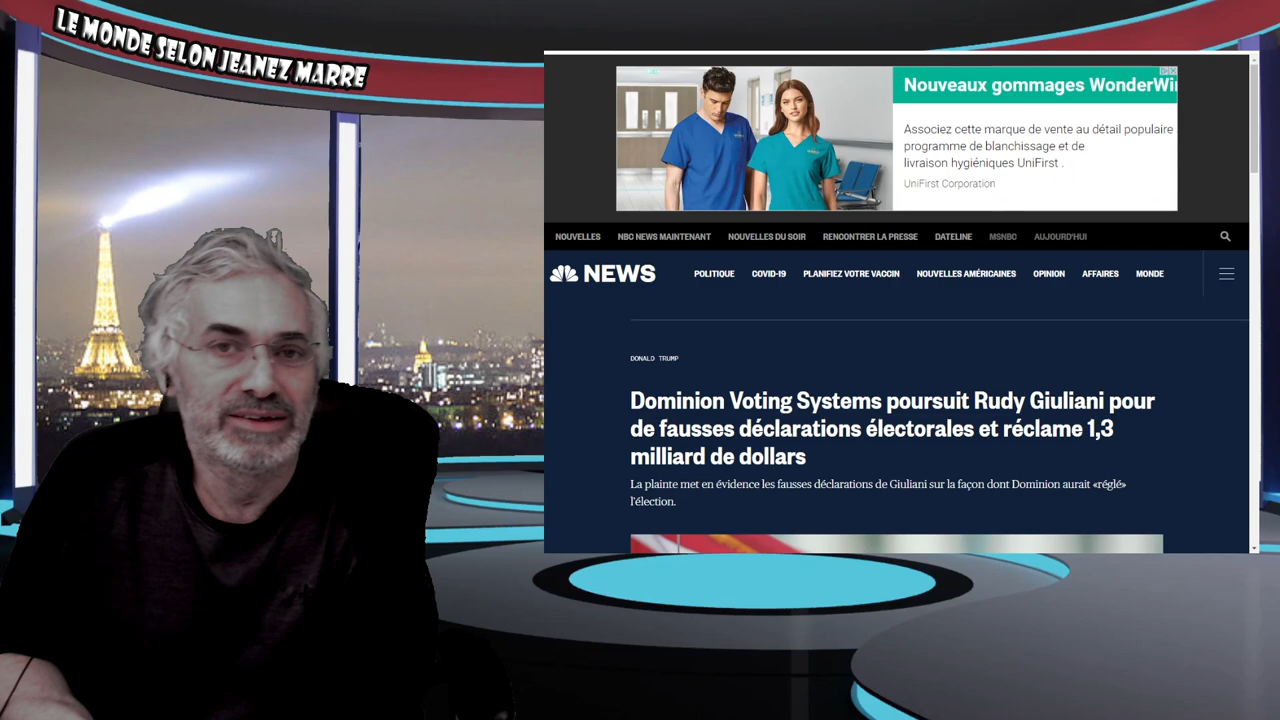 LE MONDE SELON JEANEZ MARRE
Nouveaux gommages WonderWi
Associez cette marque de vente au détail populaire
programme de blanchissage et de
livraison hygiéniques UniFirst .
UniFirst Corporation
NOUVELLES NBC NEWS MAINTENANT NOUVELLES DU SOIR RENCONTRER LA PRESSE DATELINE MSNBC AUJOURD'HUI
NEWS POLITIQUE COVID-19 PLANIFIEZ VOTRE VACCIN NOUVELLES AMÉRICAINES OPINION AFFAIRES MONDE
DONALD TRUMP
Dominion Voting Systems poursuit Rudy Giuliani pour
de fausses déclarations électorales et réclame 1,3
milliard de dollars
La plainte met en évidence les fausses déclarations de Giuliani sur la façon dont Dominion aurait «réglé»
l'élection.